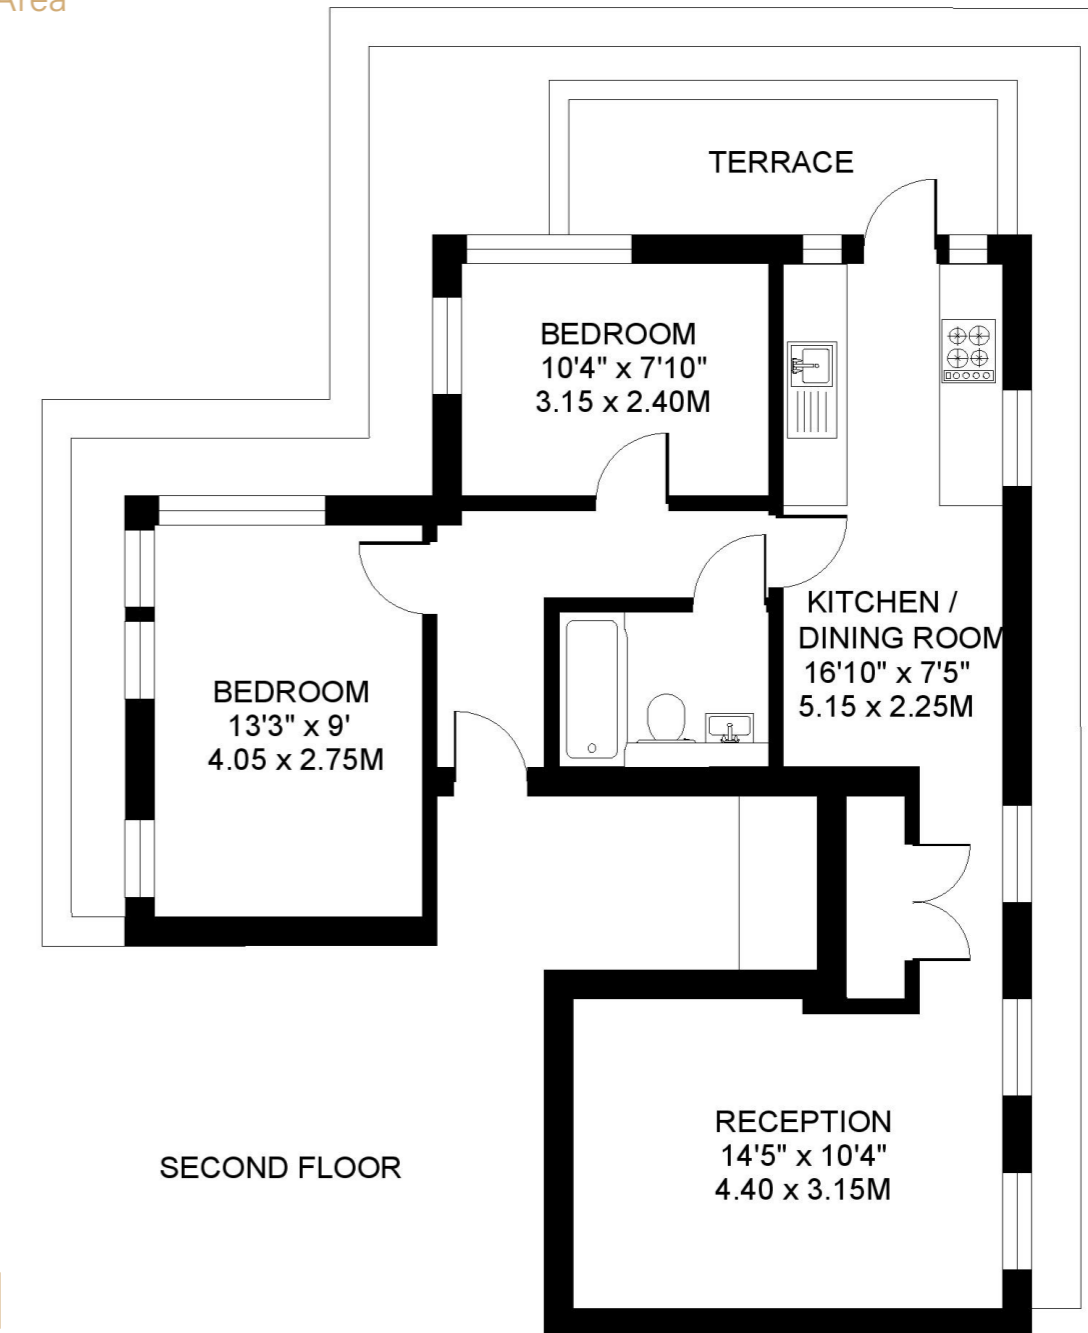 Area
TERRACE
BEDROOM
10'4" x 7'10"
3.15 x 2.40M
KITCHEN /
DINING ROOM
16'10" x 7'5"
5.15 x 2.25M
BEDROOM
13'3" x 9'
4.05 x 2.75M
RECEPTION
14'5" x 10'4"
4.40 x 3.15M
SECOND FLOOR